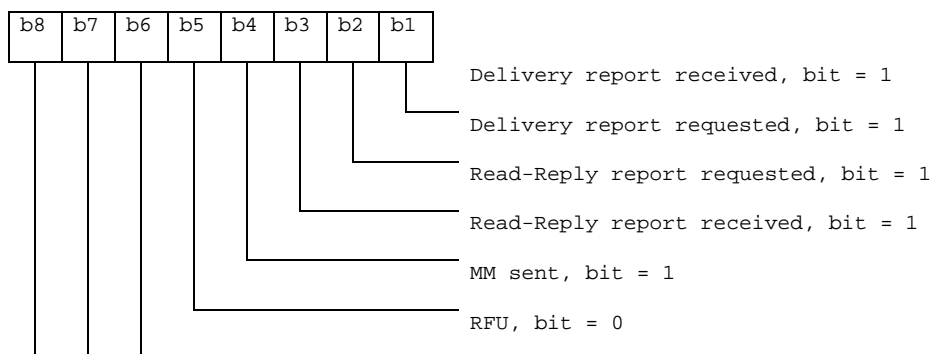 b8 b7 b6 b5 b4 b3 b2 b1
Delivery report received, bit = 1
Delivery report requested, bit = 1
Read-Reply report requested, bit = 1
Read-Reply report received, bit = 1
MM sent, bit = 1
RFU, bit = 0